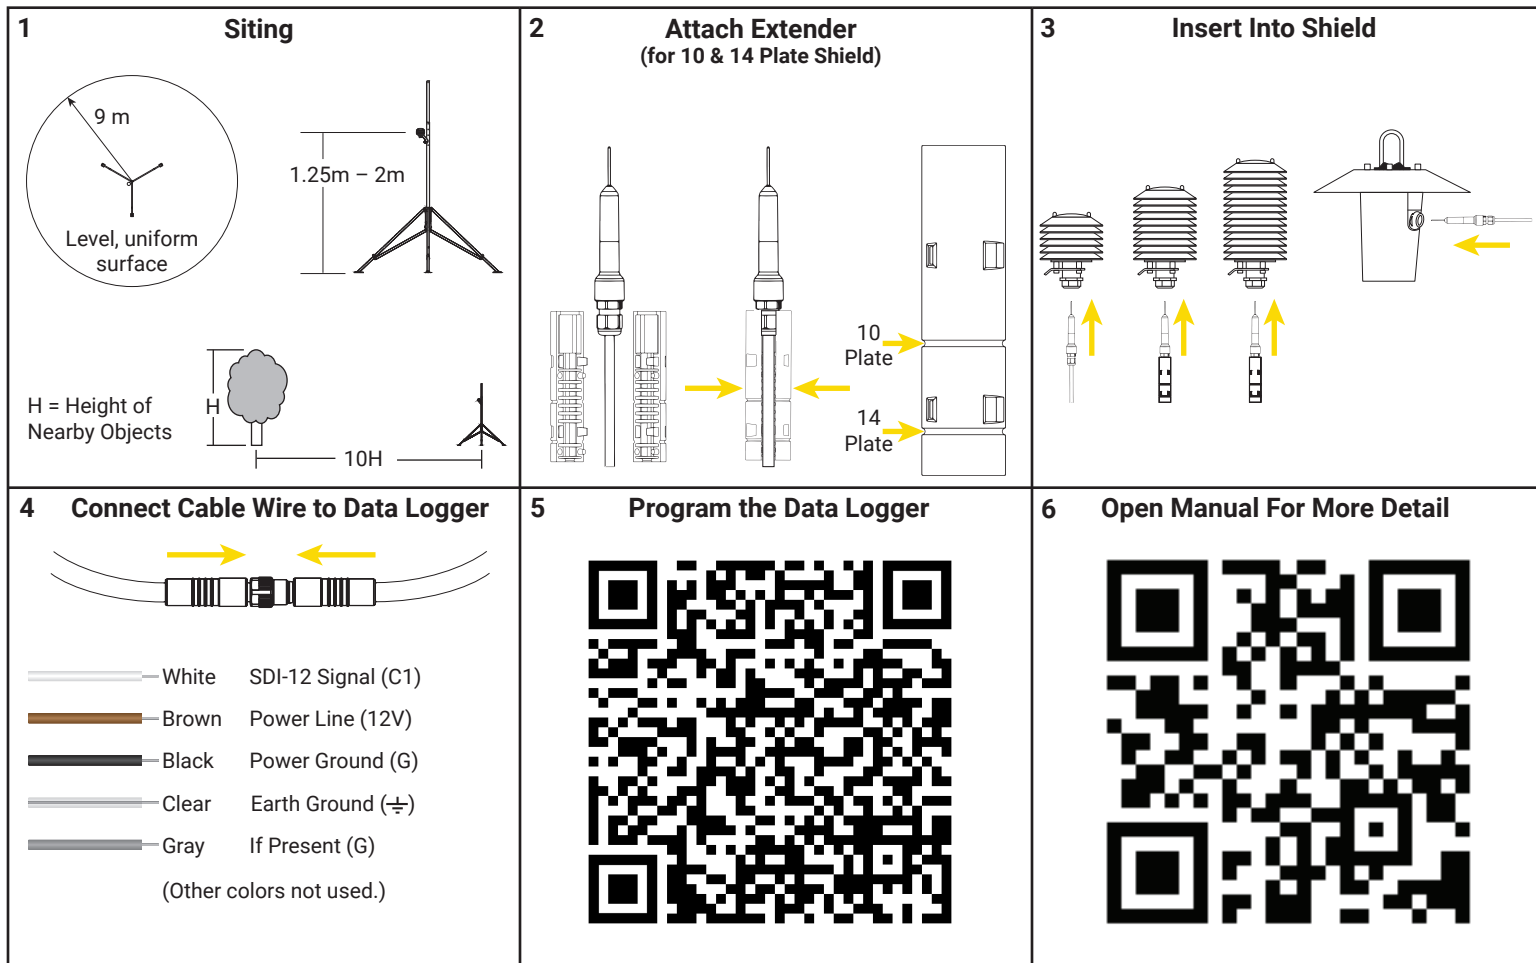 1 Siting
9 m
Level, uniform
surface
1.25m – 2m
H = Height of
Nearby Objects
H
10H
2 Attach Extender
(for 10 & 14 Plate Shield)
10
Plate
14
Plate
3 Insert Into Shield
4 Connect Cable Wire to Data Logger
White SDI-12 Signal (C1)
Brown Power Line (12V)
Black Power Ground (G)
Clear Earth Ground (⏚)
Gray If Present (G)
(Other colors not used.)
5 Program the Data Logger
6 Open Manual For More Detail